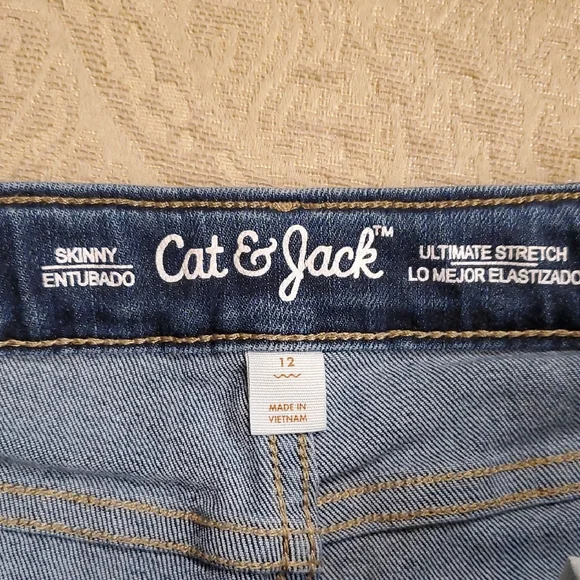 SKINNY
ENTUBADO
Cat & Jack™
ULTIMATE STRETCH
LO MEJOR ELASTIZADO
12
MADE IN
VIETNAM